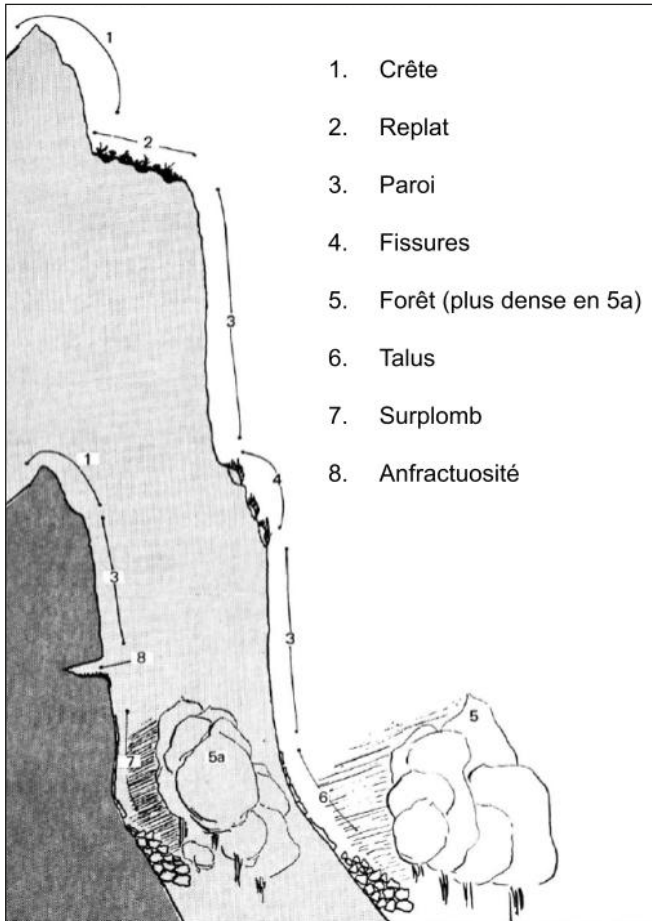 1
2
3
4
1
3
8
3
7
5a
6
5
1. Crête
2. Replat
3. Paroi
4. Fissures
5. Forêt (plus dense en 5a)
6. Talus
7. Surplomb
8. Anfractuosité